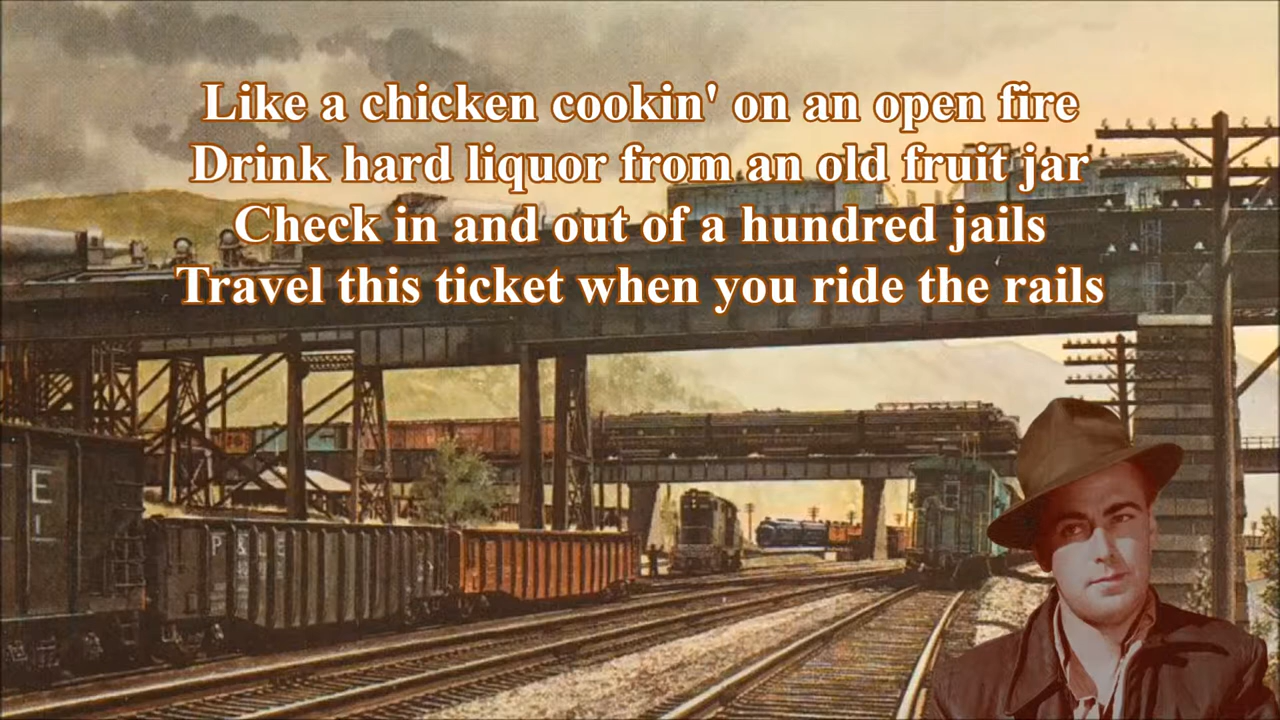 Like a chicken cookin' on an open fire
Drink hard liquor from an old fruit jar
Check in and out of a hundred jails
Travel this ticket when you ride the rails
E
P & L E